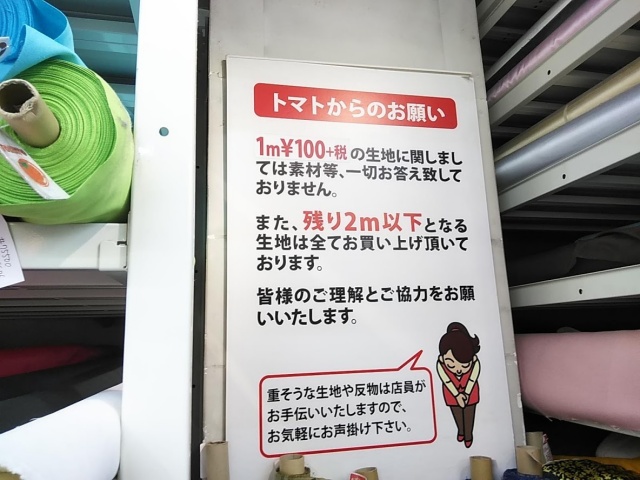 トマトからのお願い
1m¥100+税の生地に関しまし
ては素材等、一切お答え致して
おりません。
また、残り2m以下となる
生地は全てお買い上げ頂いて
おります。
皆様のご理解とご協力をお願
いいたします。
重そうな生地や反物は店員が
お手伝いいたしますので、
お気軽にお声掛け下さい。